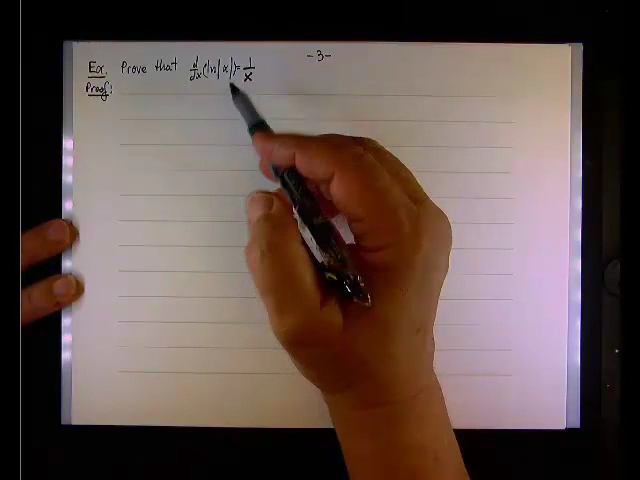 -3-
Ex. Prove that d/dx (ln|x|) = 1/x
Proof: